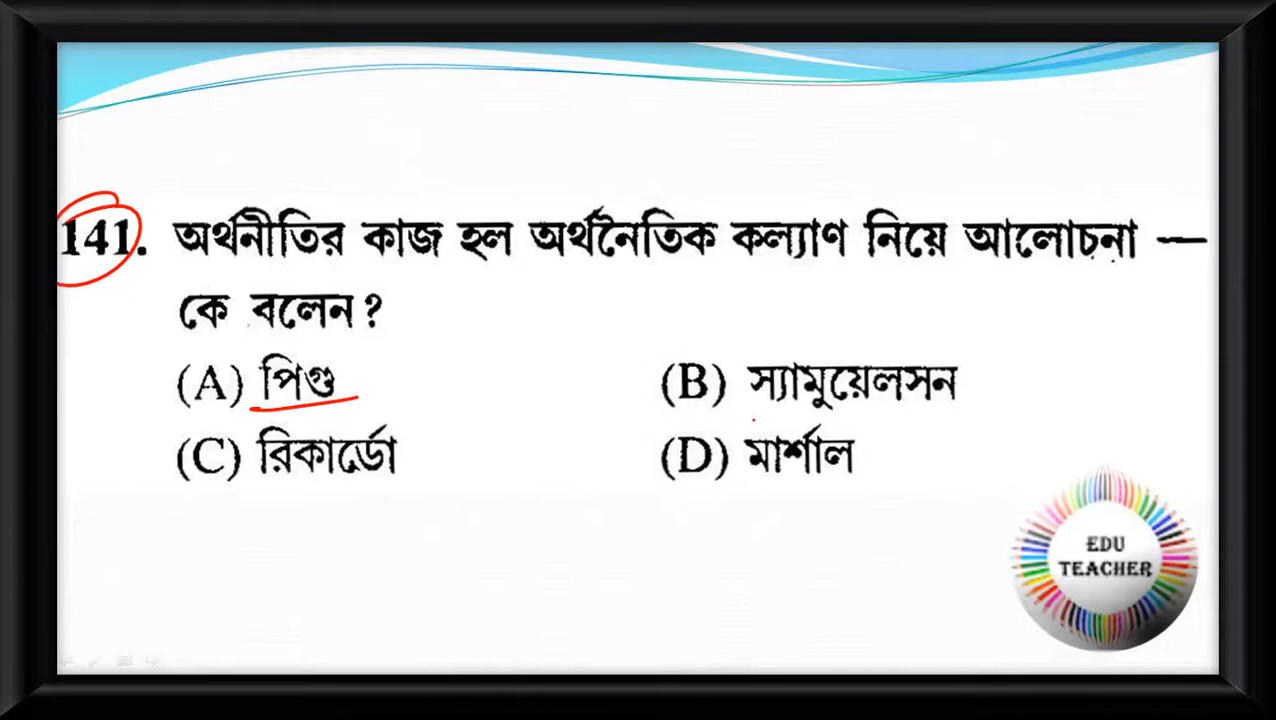 141. অর্থনীতির কাজ হল অর্থনৈতিক কল্যাণ নিয়ে আলোচনা —
কে বলেন?
(A) পিগু (B) স্যামুয়েলসন
(C) রিকার্ডো (D) মার্শাল
EDU
TEACHER